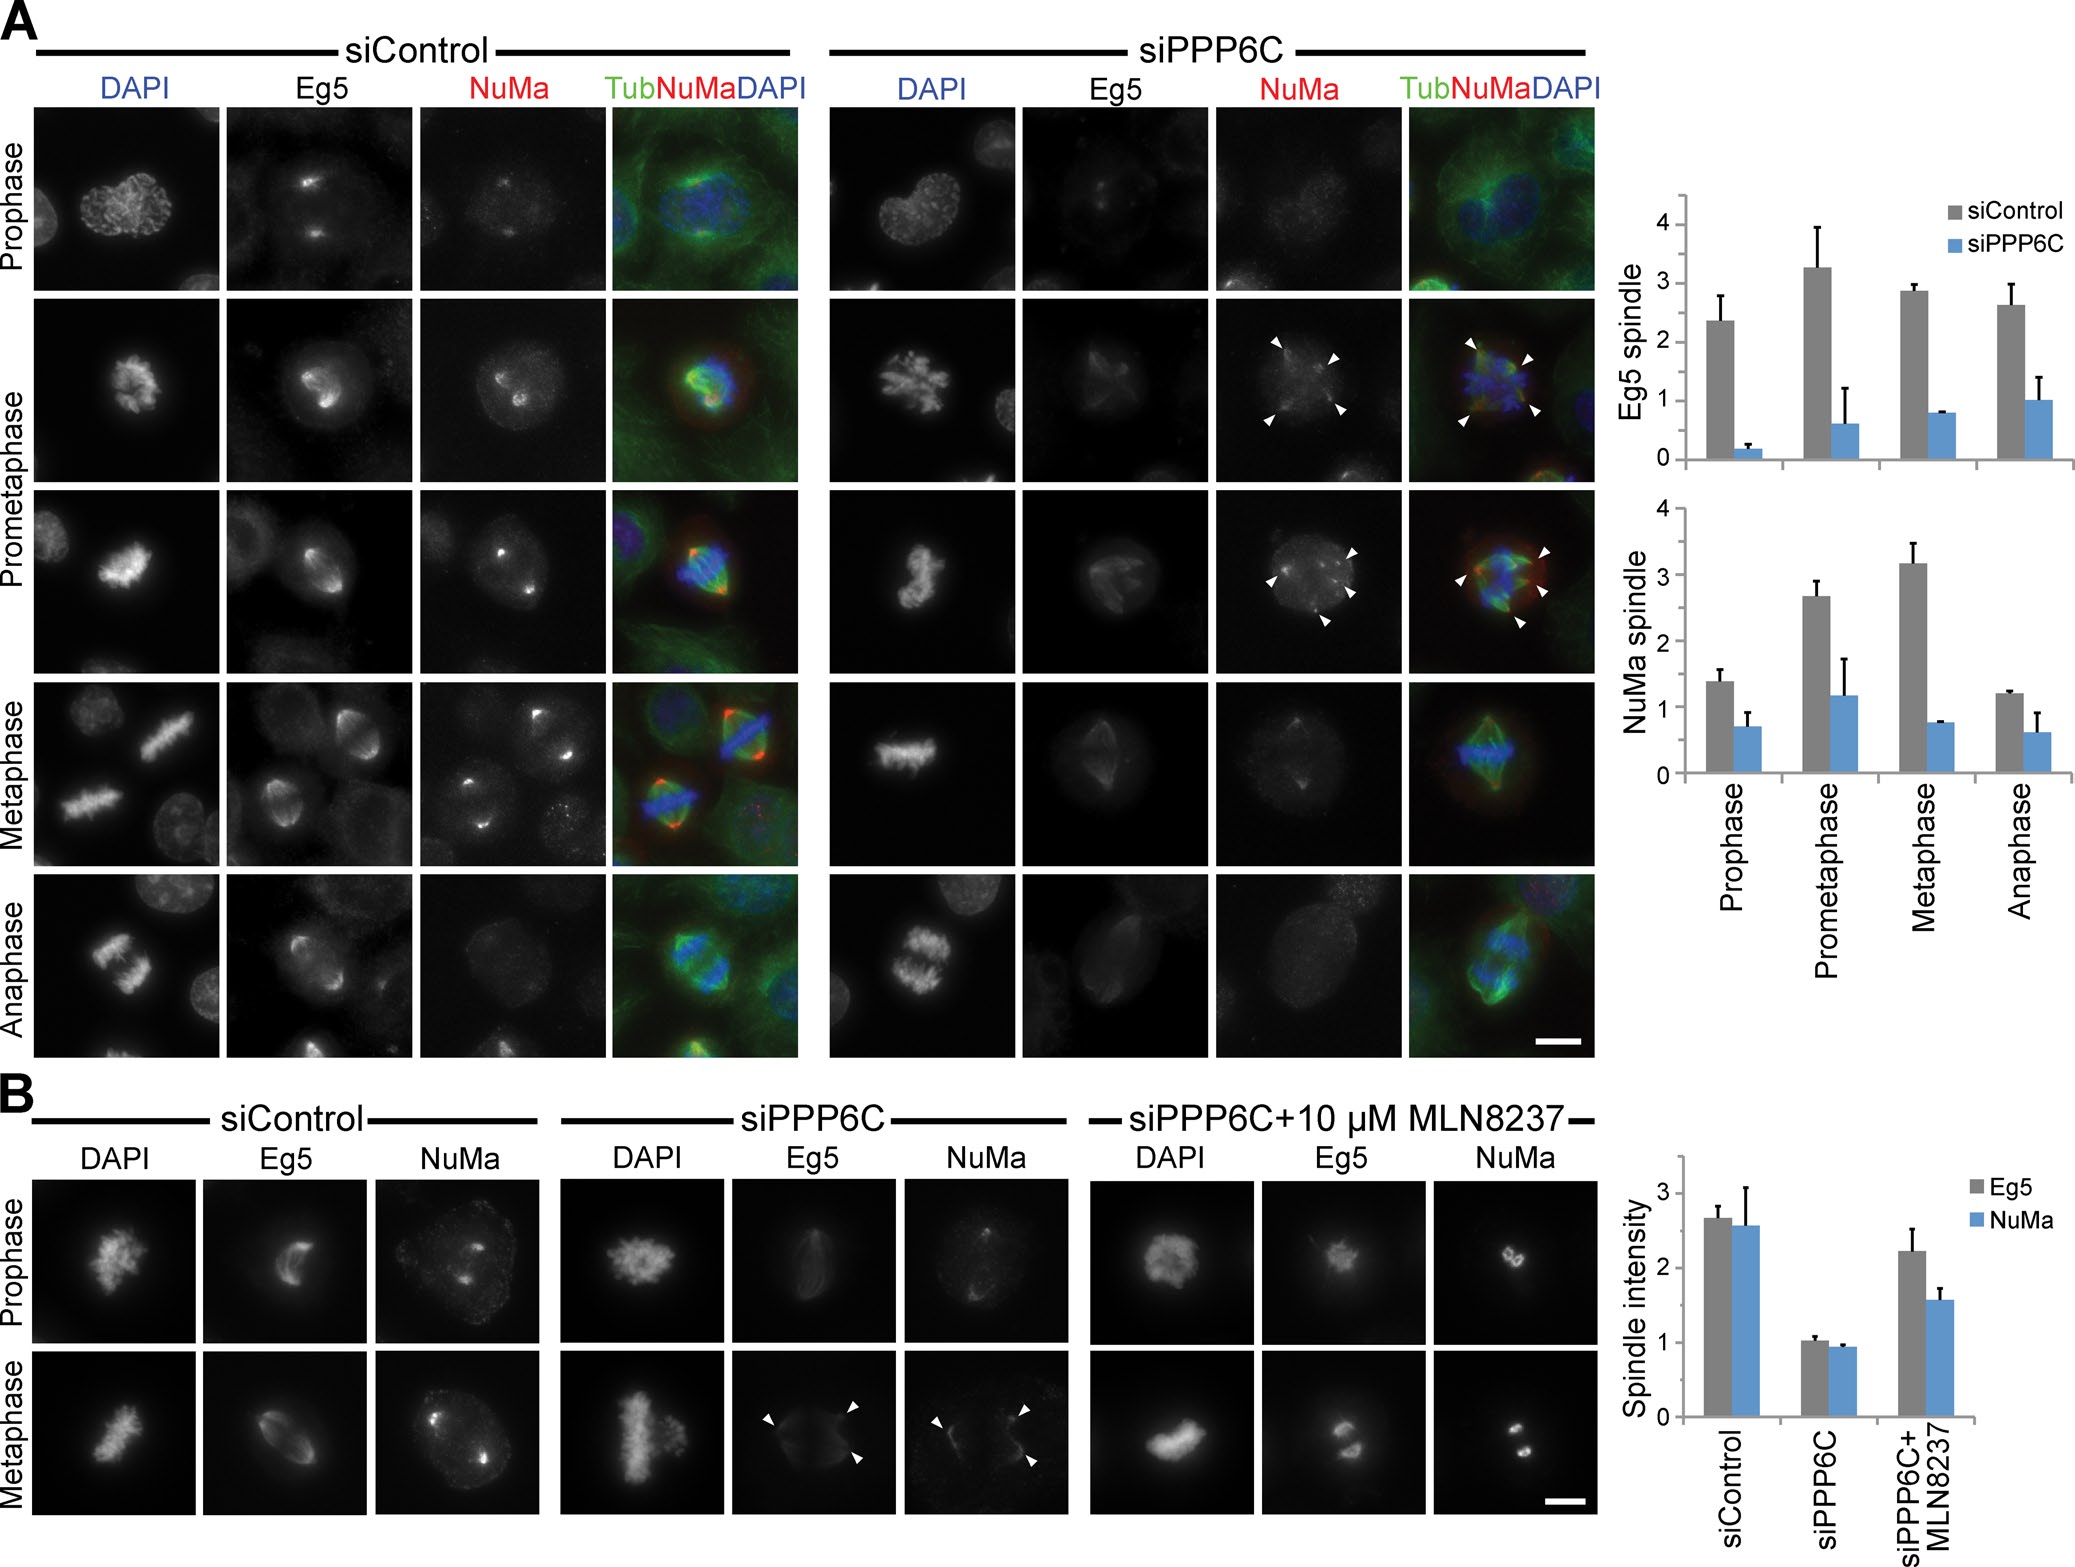 A
siControl
siPPP6C
DAPI Eg5 NuMa TubNuMaDAPI
DAPI Eg5 NuMa TubNuMaDAPI
Prophase
Prometaphase
Metaphase
Anaphase
Eg5 spindle
4
3
2
1
0
siControl
siPPP6C
NuMa spindle
4
3
2
1
0
Prophase
Prometaphase
Metaphase
Anaphase
B
siControl
siPPP6C
siPPP6C+10 µM MLN8237
DAPI Eg5 NuMa
DAPI Eg5 NuMa
DAPI Eg5 NuMa
Prophase
Metaphase
Spindle intensity
3
2
1
0
Eg5
NuMa
siControl
siPPP6C
siPPP6C+
MLN8237